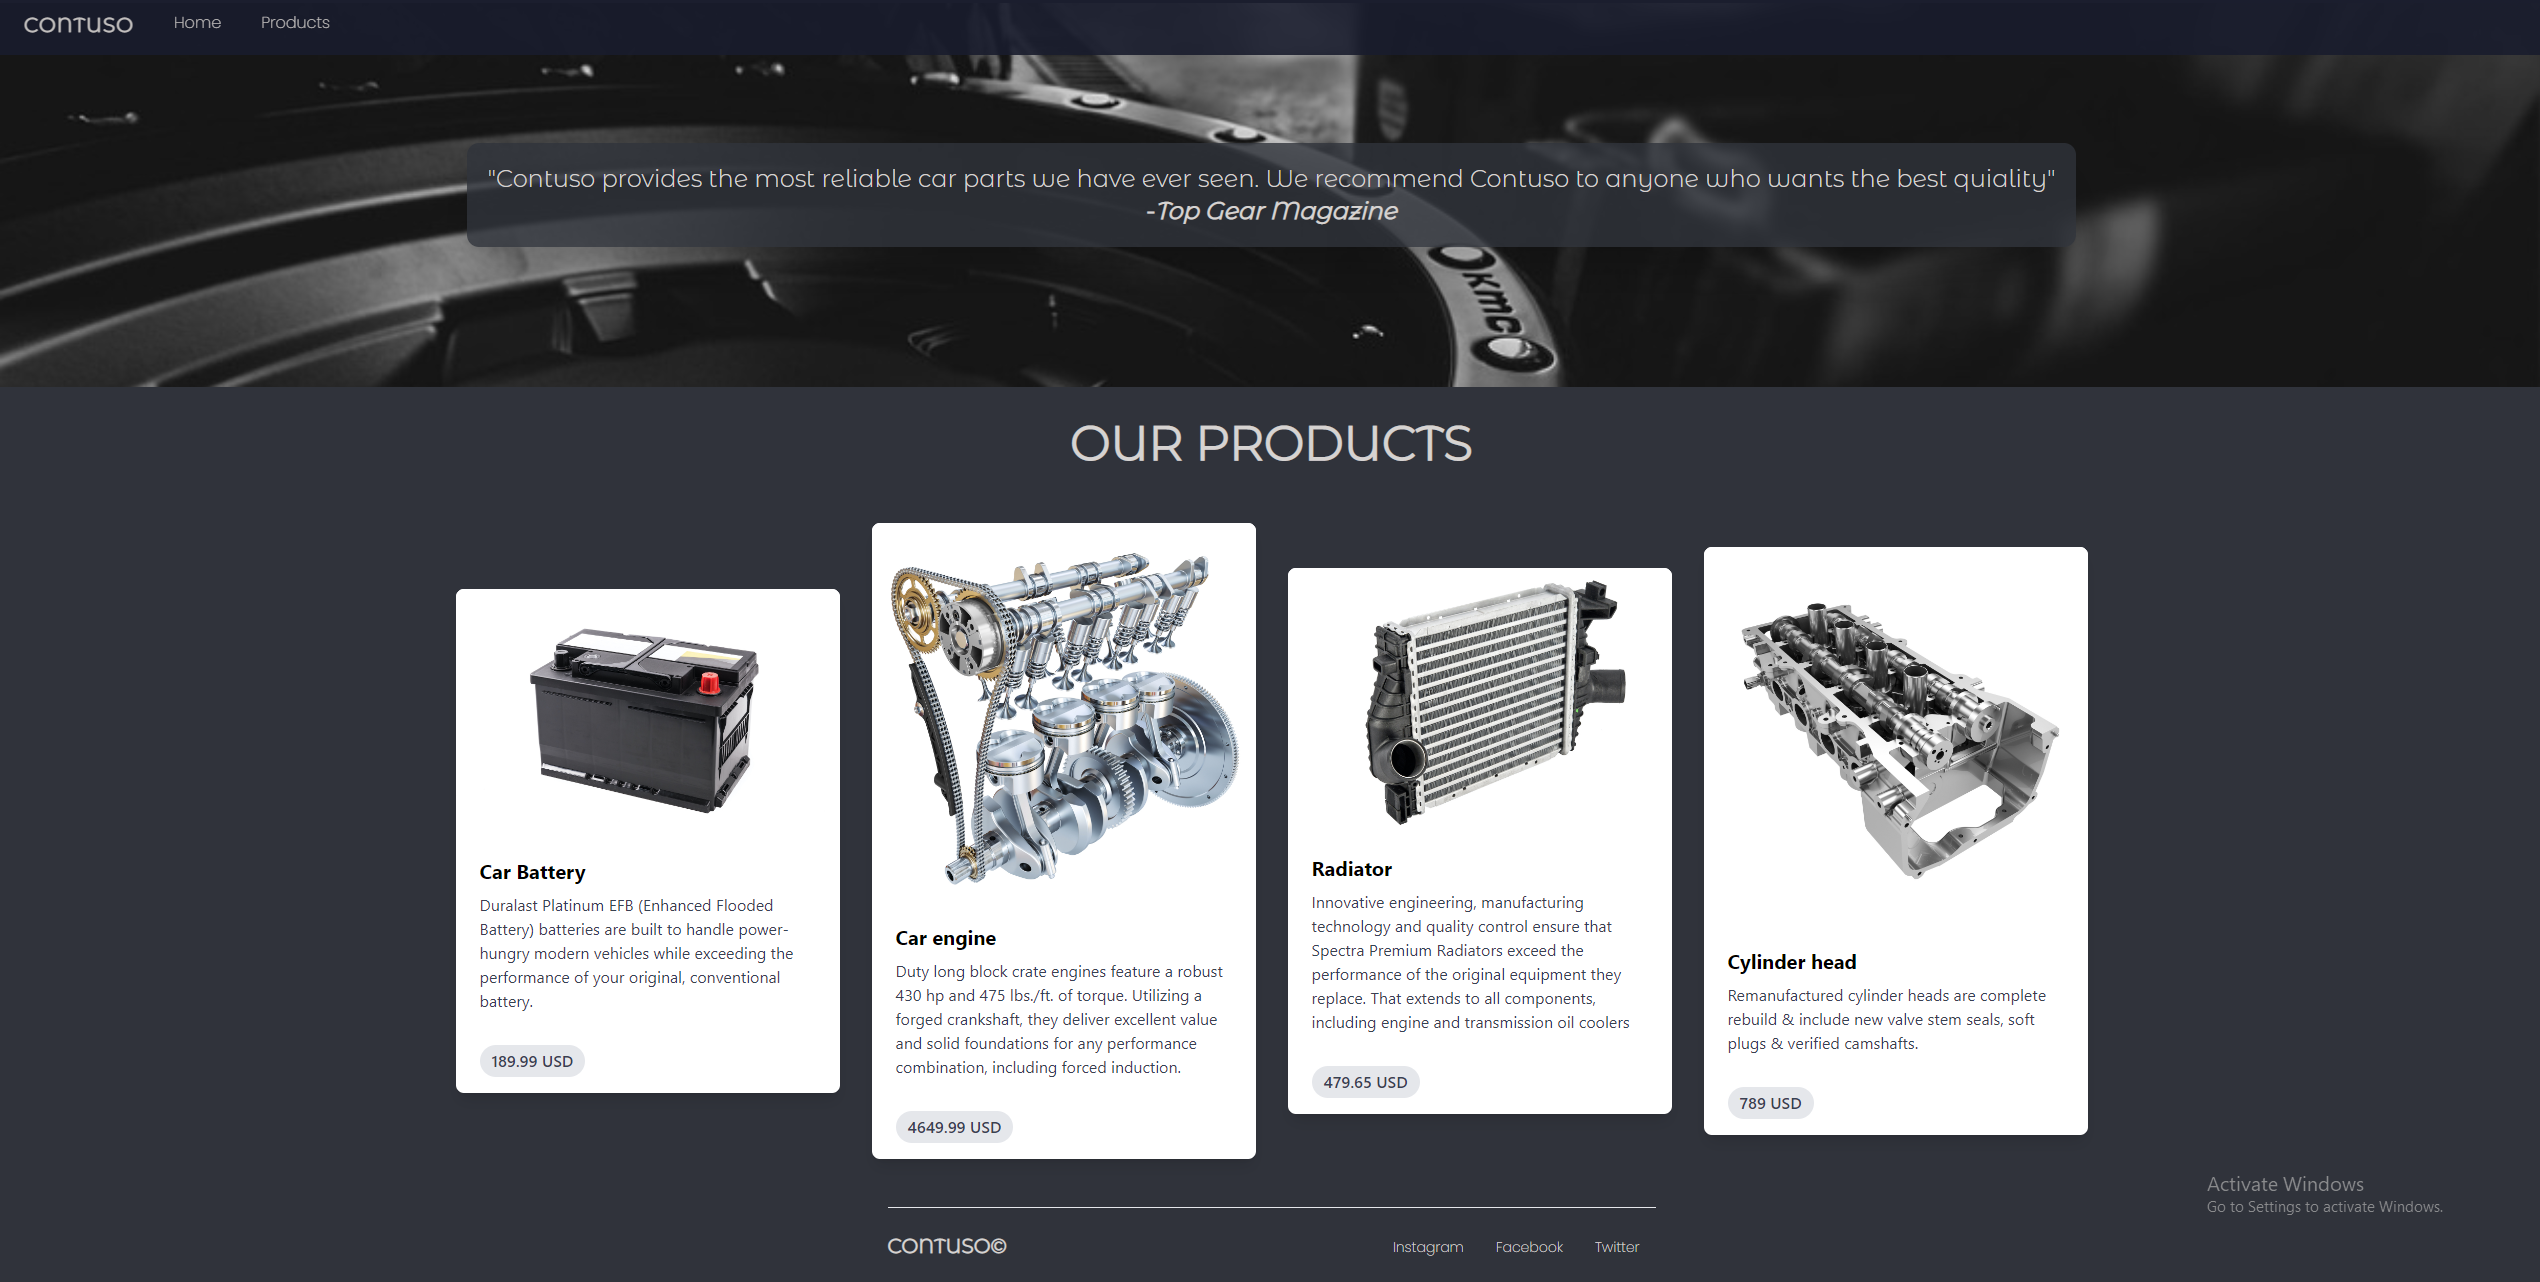 CONTUSO
Home
Products
"Contuso provides the most reliable car parts we have ever seen. We recommend Contuso to anyone who wants the best quiality"
-Top Gear Magazine
KMC
OUR PRODUCTS
Car Battery
Duralast Platinum EFB (Enhanced Flooded
Battery) batteries are built to handle power-
hungry modern vehicles while exceeding the
performance of your original, conventional
battery.
189.99 USD
Car engine
Duty long block crate engines feature a robust
430 hp and 475 lbs./ft. of torque. Utilizing a
forged crankshaft, they deliver excellent value
and solid foundations for any performance
combination, including forced induction.
4649.99 USD
Radiator
Innovative engineering, manufacturing
technology and quality control ensure that
Spectra Premium Radiators exceed the
performance of the original equipment they
replace. That extends to all components,
including engine and transmission oil coolers
479.65 USD
Cylinder head
Remanufactured cylinder heads are complete
rebuild & include new valve stem seals, soft
plugs & verified camshafts.
789 USD
Activate Windows
Go to Settings to activate Windows.
CONTUSO©
Instagram
Facebook
Twitter